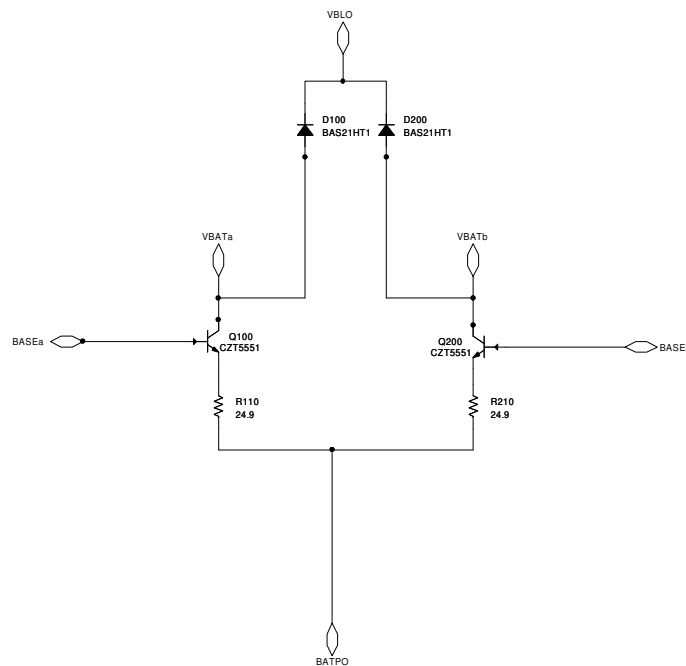 VBLO
D100
BAS21HT1
D200
BAS21HT1
VBATa
VBATb
BASEa
Q100
CZT5551
Q200
CZT5551
BASE
R110
24.9
R210
24.9
BATPO